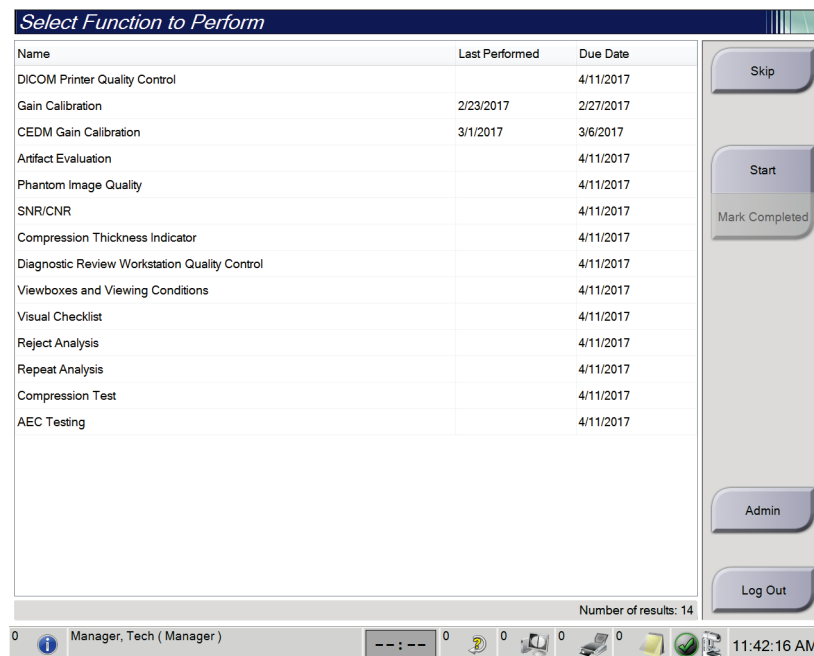 Select Function to Perform
Name Last Performed Due Date
DICOM Printer Quality Control 4/11/2017
Gain Calibration 2/23/2017 2/27/2017
CEDM Gain Calibration 3/1/2017 3/6/2017
Artifact Evaluation 4/11/2017
Phantom Image Quality 4/11/2017
SNR/CNR 4/11/2017
Compression Thickness Indicator 4/11/2017
Diagnostic Review Workstation Quality Control 4/11/2017
Viewboxes and Viewing Conditions 4/11/2017
Visual Checklist 4/11/2017
Reject Analysis 4/11/2017
Repeat Analysis 4/11/2017
Compression Test 4/11/2017
AEC Testing 4/11/2017
Number of results: 14
Skip
Start
Mark Completed
Admin
Log Out
0 Manager, Tech ( Manager ) --:-- 0 0 0 0 11:42:16 AM